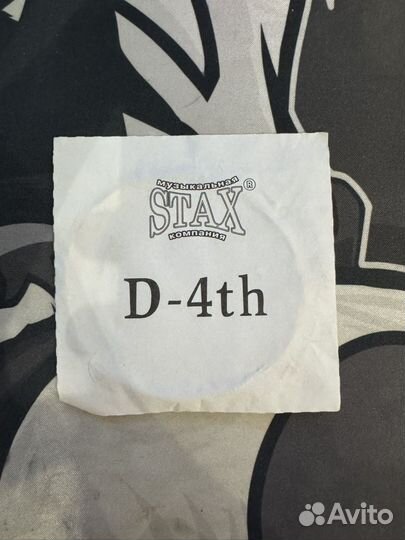 музыкальная
STAX®
компания
D-4th
Avito